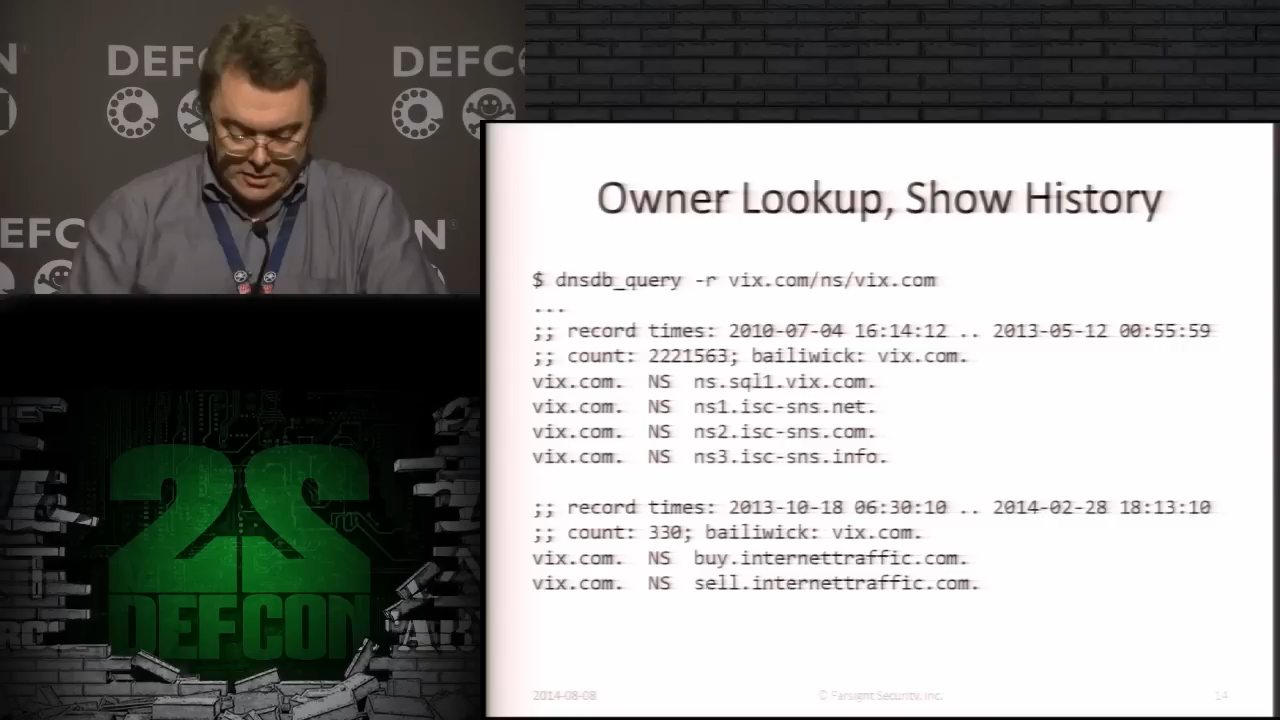 DEFCON
DEFCON
DEFCON
N
Owner Lookup, Show History
$ dnsdb_query -r vix.com/ns/vix.com
...
;; record times: 2010-07-04 16:14:12 .. 2013-05-12 00:55:59
;; count: 2221563; bailiwick: vix.com.
vix.com. NS ns.sql1.vix.com.
vix.com. NS ns1.isc-sns.net.
vix.com. NS ns2.isc-sns.com.
vix.com. NS ns3.isc-sns.info.
;; record times: 2013-10-18 06:30:10 .. 2014-02-28 18:13:10
;; count: 330; bailiwick: vix.com.
vix.com. NS buy.internettraffic.com.
vix.com. NS sell.internettraffic.com.
2014-08-08 © Farsight Security, Inc. 14
22
DEFCON